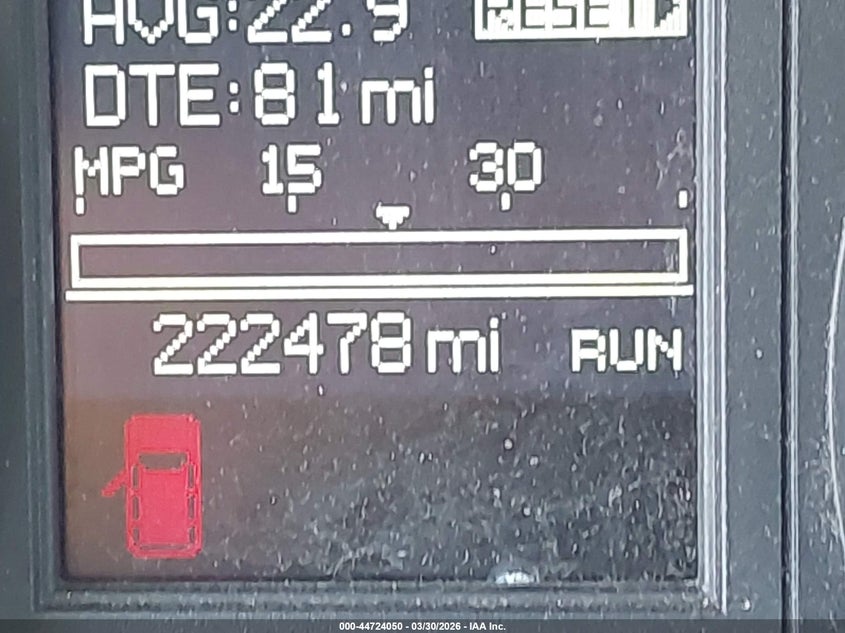 AVG:22.9 RESET
DTE:81 mi
MPG 15 30
222478 mi RUN
000-44724050 - 03/30/2026 - IAA Inc.